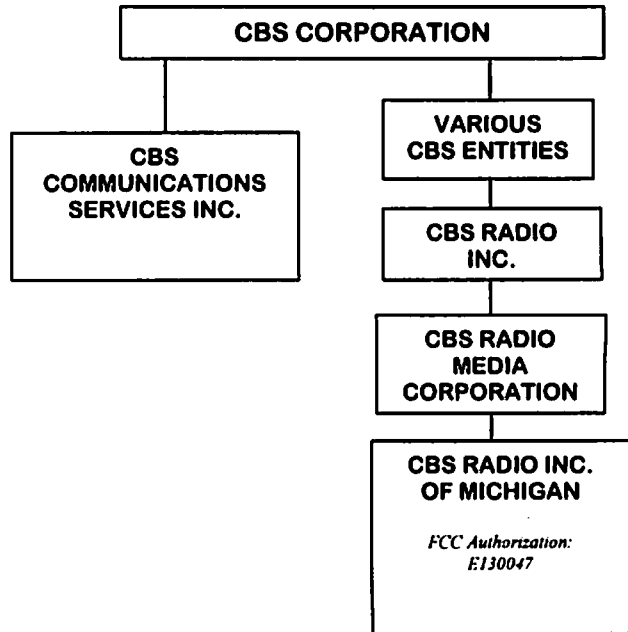 CBS CORPORATION
CBS
COMMUNICATIONS
SERVICES INC.
VARIOUS
CBS ENTITIES
CBS RADIO
INC.
CBS RADIO
MEDIA
CORPORATION
CBS RADIO INC.
OF MICHIGAN
FCC Authorization:
E130047